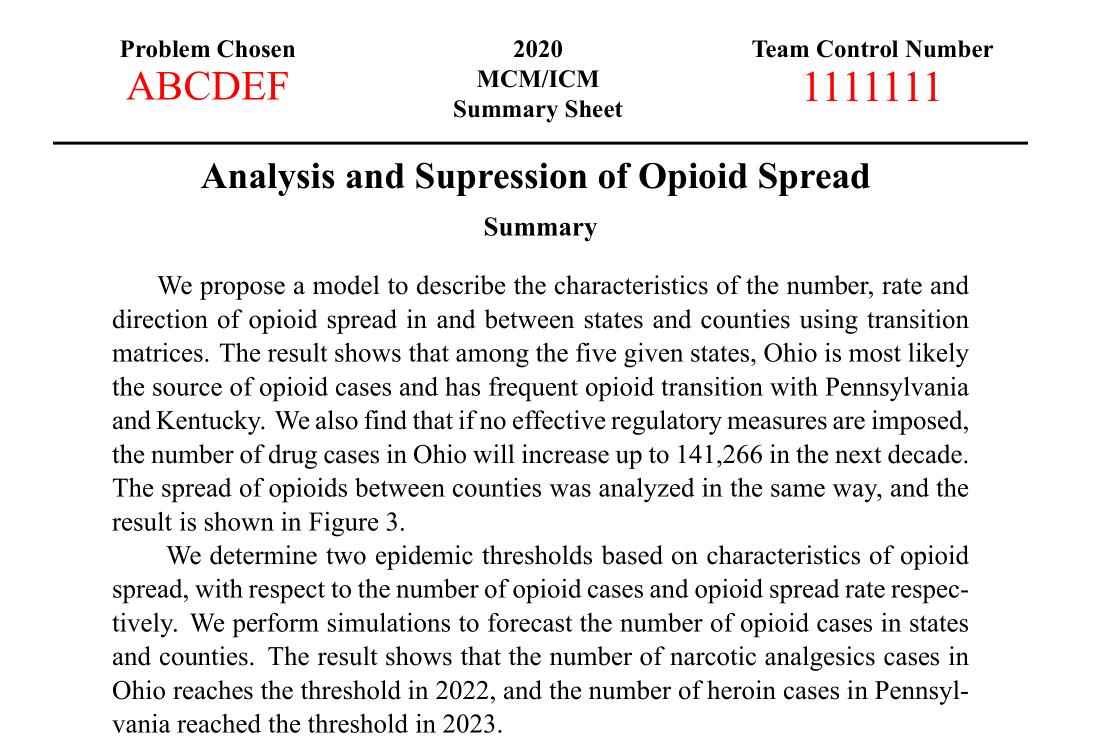 Problem Chosen
ABCDEF
2020
MCM/ICM
Summary Sheet
Team Control Number
1111111
Analysis and Supression of Opioid Spread
Summary
We propose a model to describe the characteristics of the number, rate and
direction of opioid spread in and between states and counties using transition
matrices. The result shows that among the five given states, Ohio is most likely
the source of opioid cases and has frequent opioid transition with Pennsylvania
and Kentucky. We also find that if no effective regulatory measures are imposed,
the number of drug cases in Ohio will increase up to 141,266 in the next decade.
The spread of opioids between counties was analyzed in the same way, and the
result is shown in Figure 3.
We determine two epidemic thresholds based on characteristics of opioid
spread, with respect to the number of opioid cases and opioid spread rate respec-
tively. We perform simulations to forecast the number of opioid cases in states
and counties. The result shows that the number of narcotic analgesics cases in
Ohio reaches the threshold in 2022, and the number of heroin cases in Pennsyl-
vania reached the threshold in 2023.